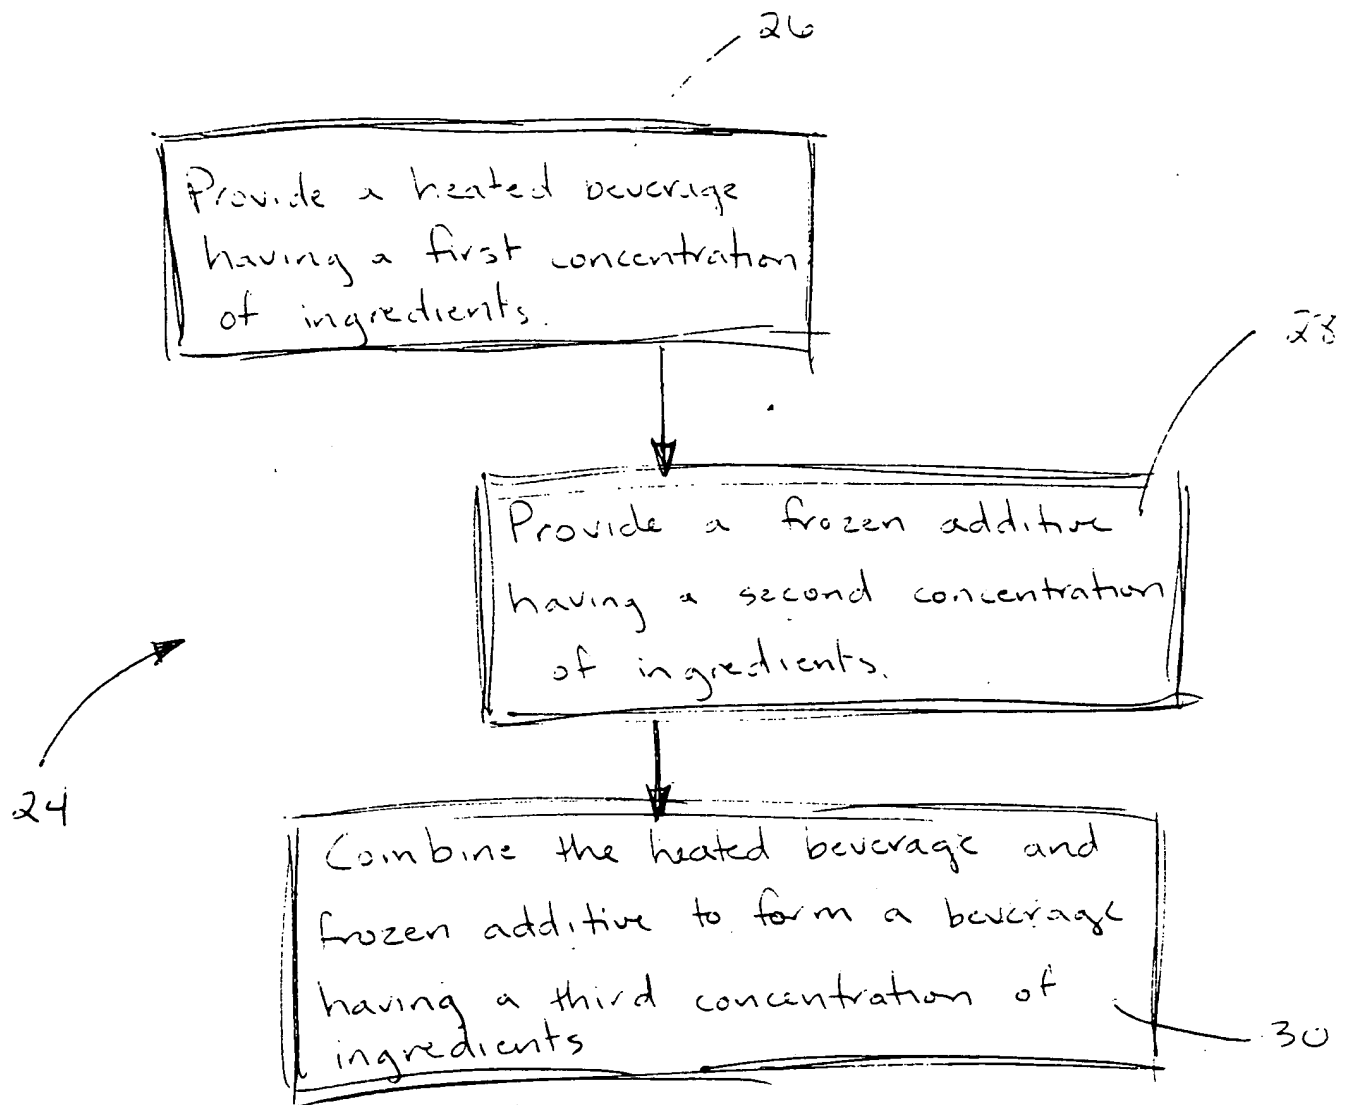 26
Provide a heated beverage
having a first concentration
of ingredients.
28
Provide a frozen additive
having a second concentration
of ingredients.
24
Combine the heated beverage and
frozen additive to form a beverage
having a third concentration of
ingredients
30